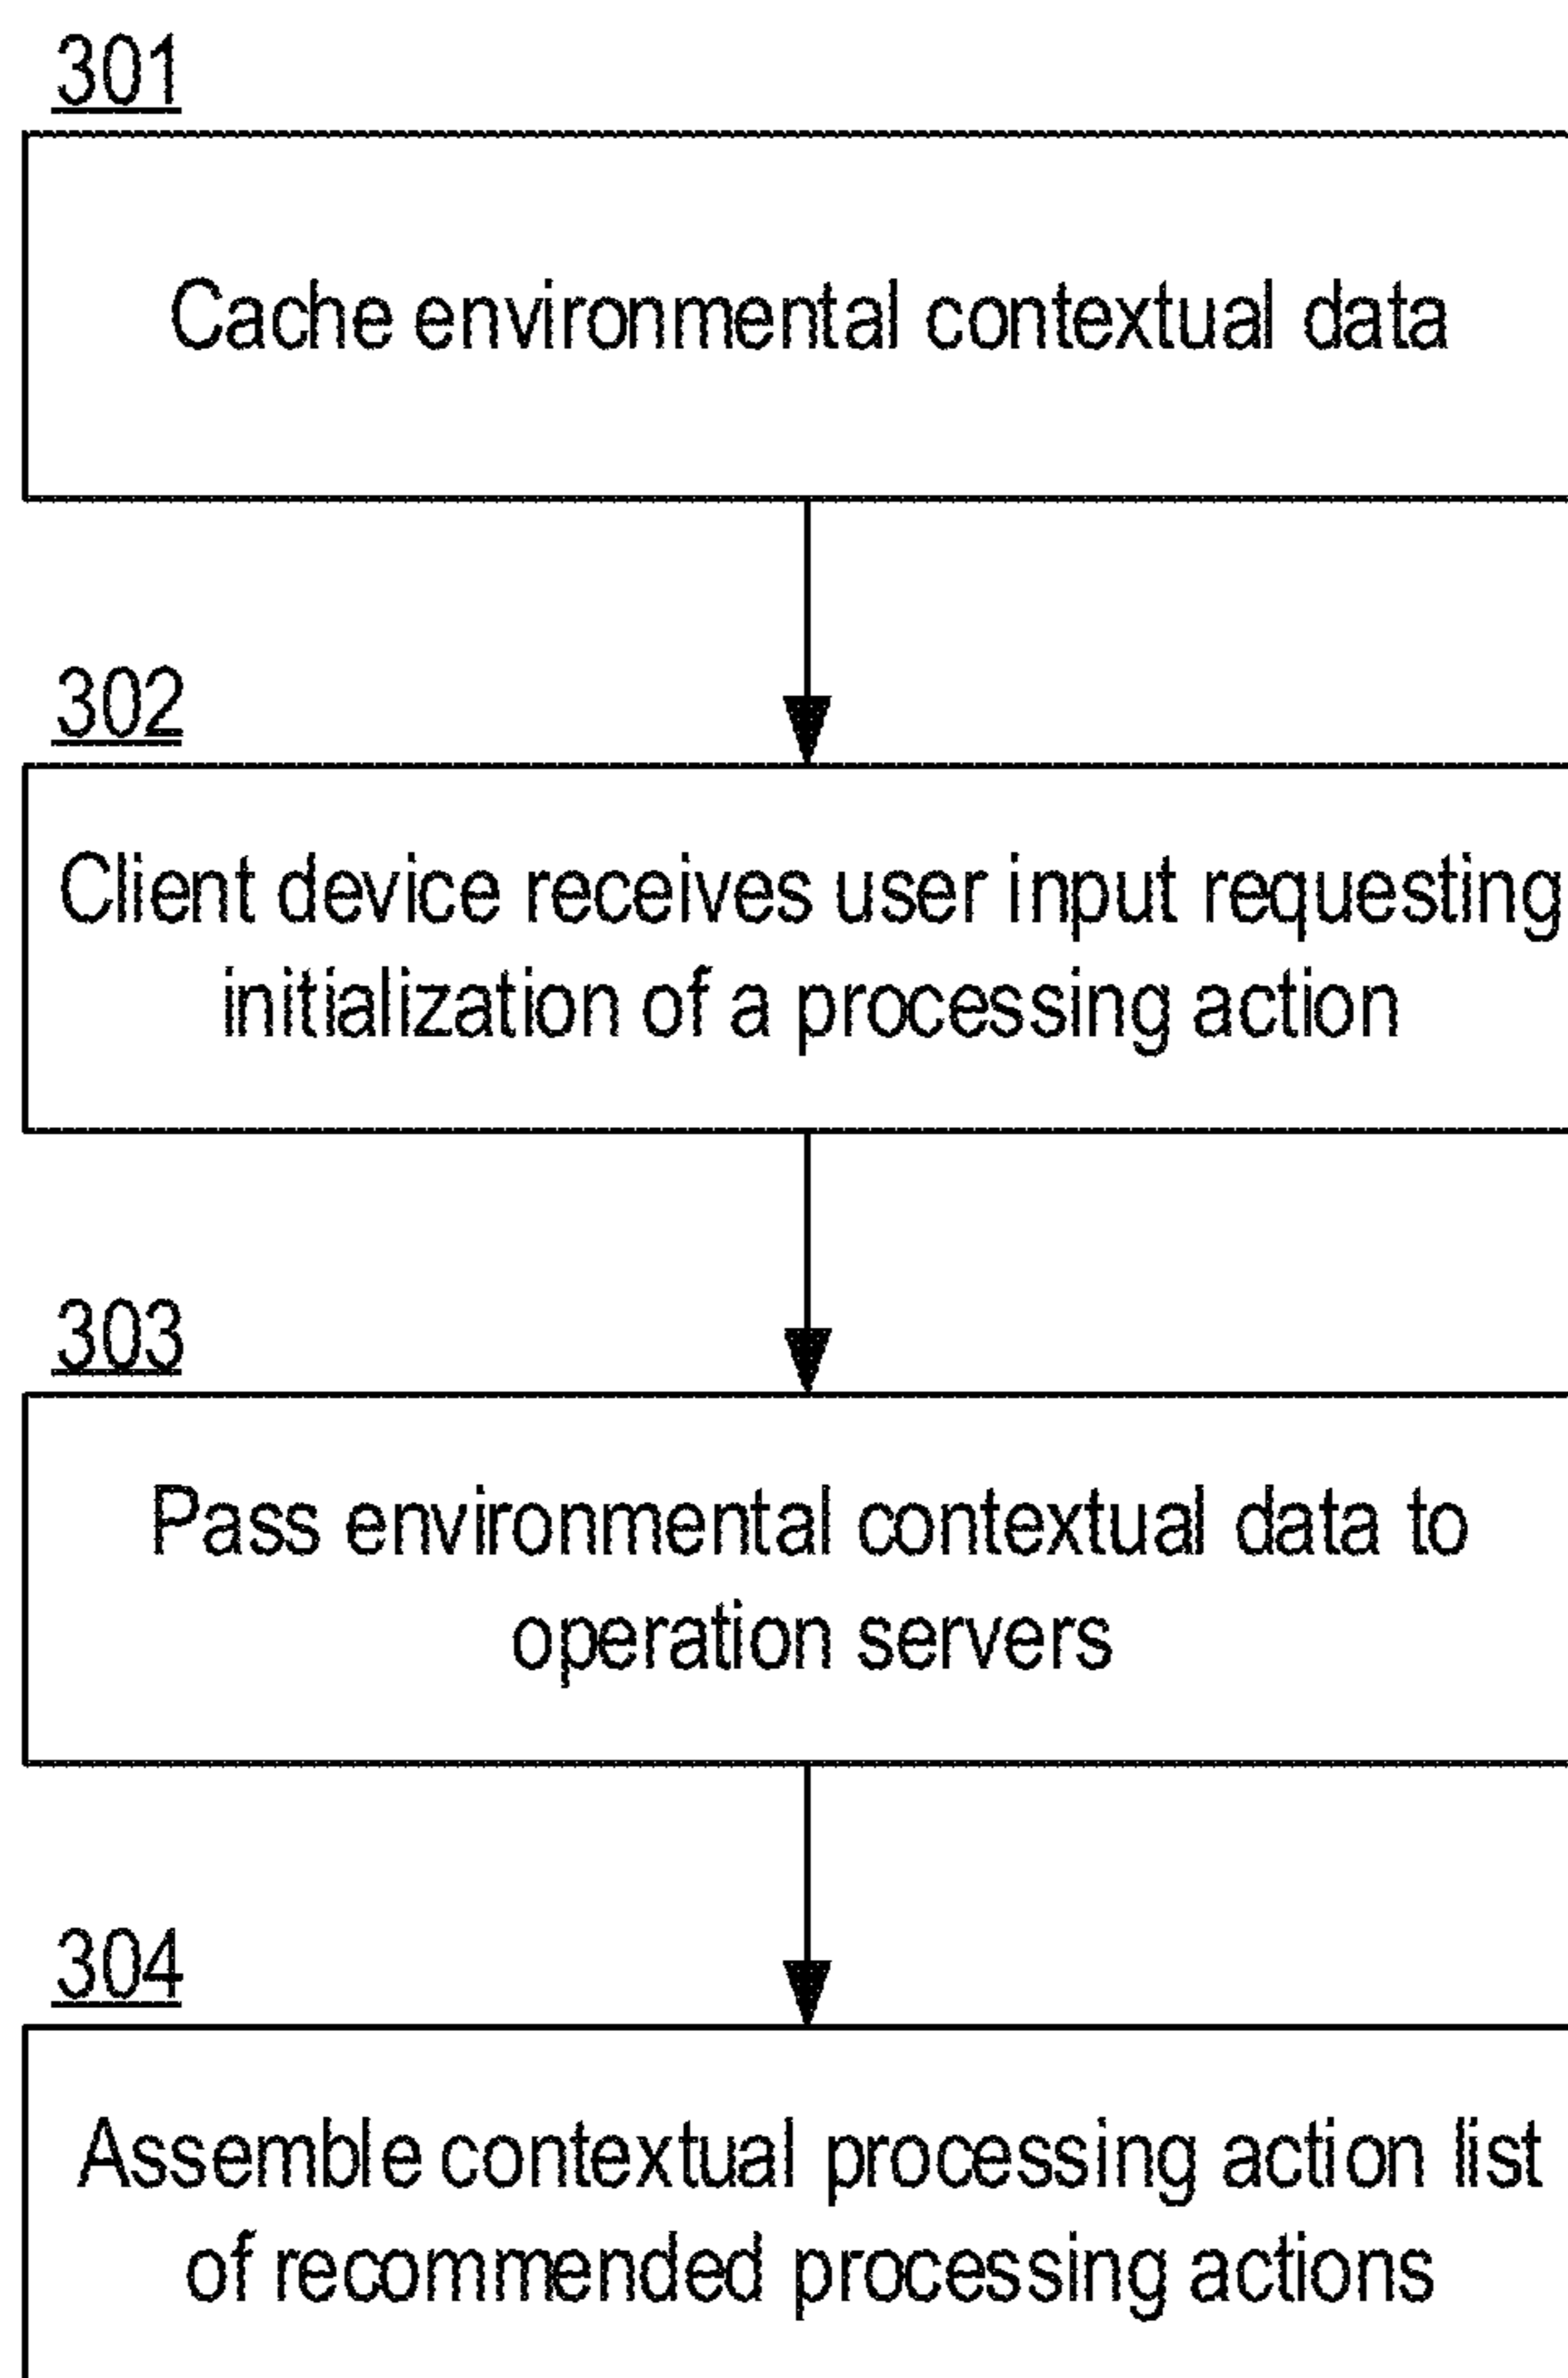 301
Cache environmental contextual data
302
Client device receives user input requesting
initialization of a processing action
303
Pass environmental contextual data to
operation servers
304
Assemble contextual processing action list
of recommended processing actions